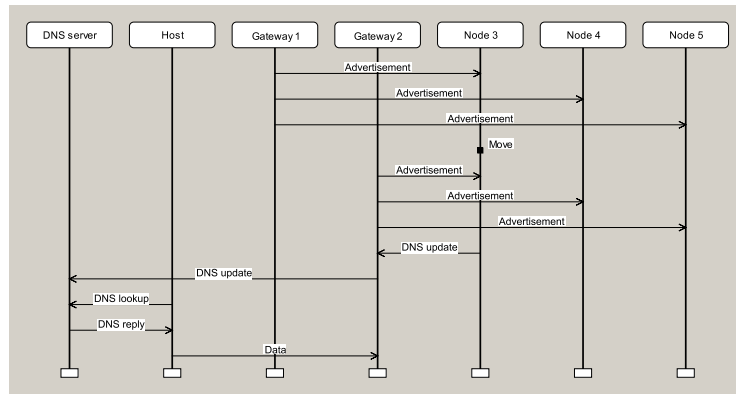 DNS server
Host
Gateway 1
Gateway 2
Node 3
Node 4
Node 5
Advertisement
Advertisement
Advertisement
Move
Advertisement
Advertisement
Advertisement
DNS update
DNS update
DNS lookup
DNS reply
Data